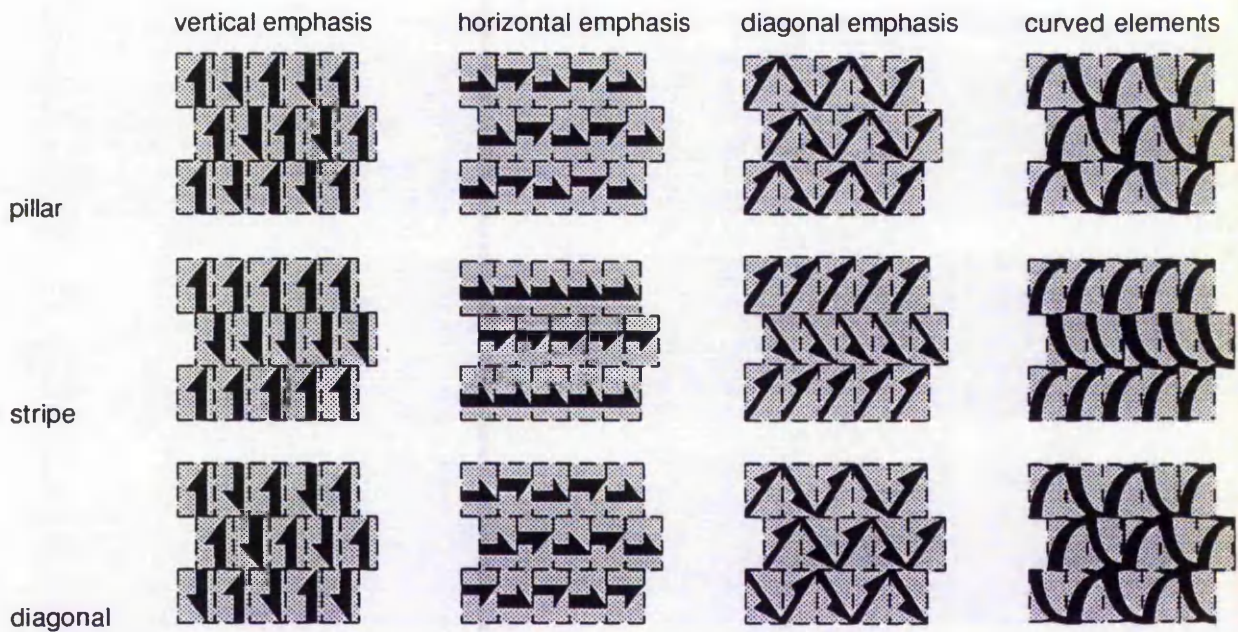 vertical emphasis horizontal emphasis diagonal emphasis curved elements
pillar
stripe
diagonal